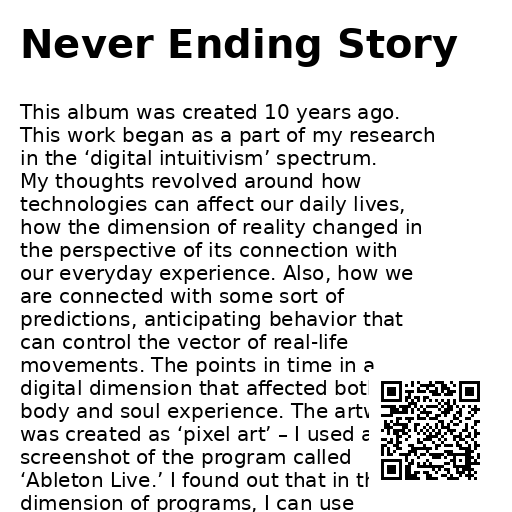 Never Ending Story
This album was created 10 years ago.
This work began as a part of my research
in the ‘digital intuitivism’ spectrum.
My thoughts revolved around how
technologies can affect our daily lives,
how the dimension of reality changed in
the perspective of its connection with
our everyday experience. Also, how we
are connected with some sort of
predictions, anticipating behavior that
can control the vector of real-life
movements. The points in time in a
digital dimension that affected both
body and soul experience. The
was created as ‘pixel art’ – I used a
screenshot of the program called
‘Ableton Live.’ I found out that in
dimension of programs, I can use